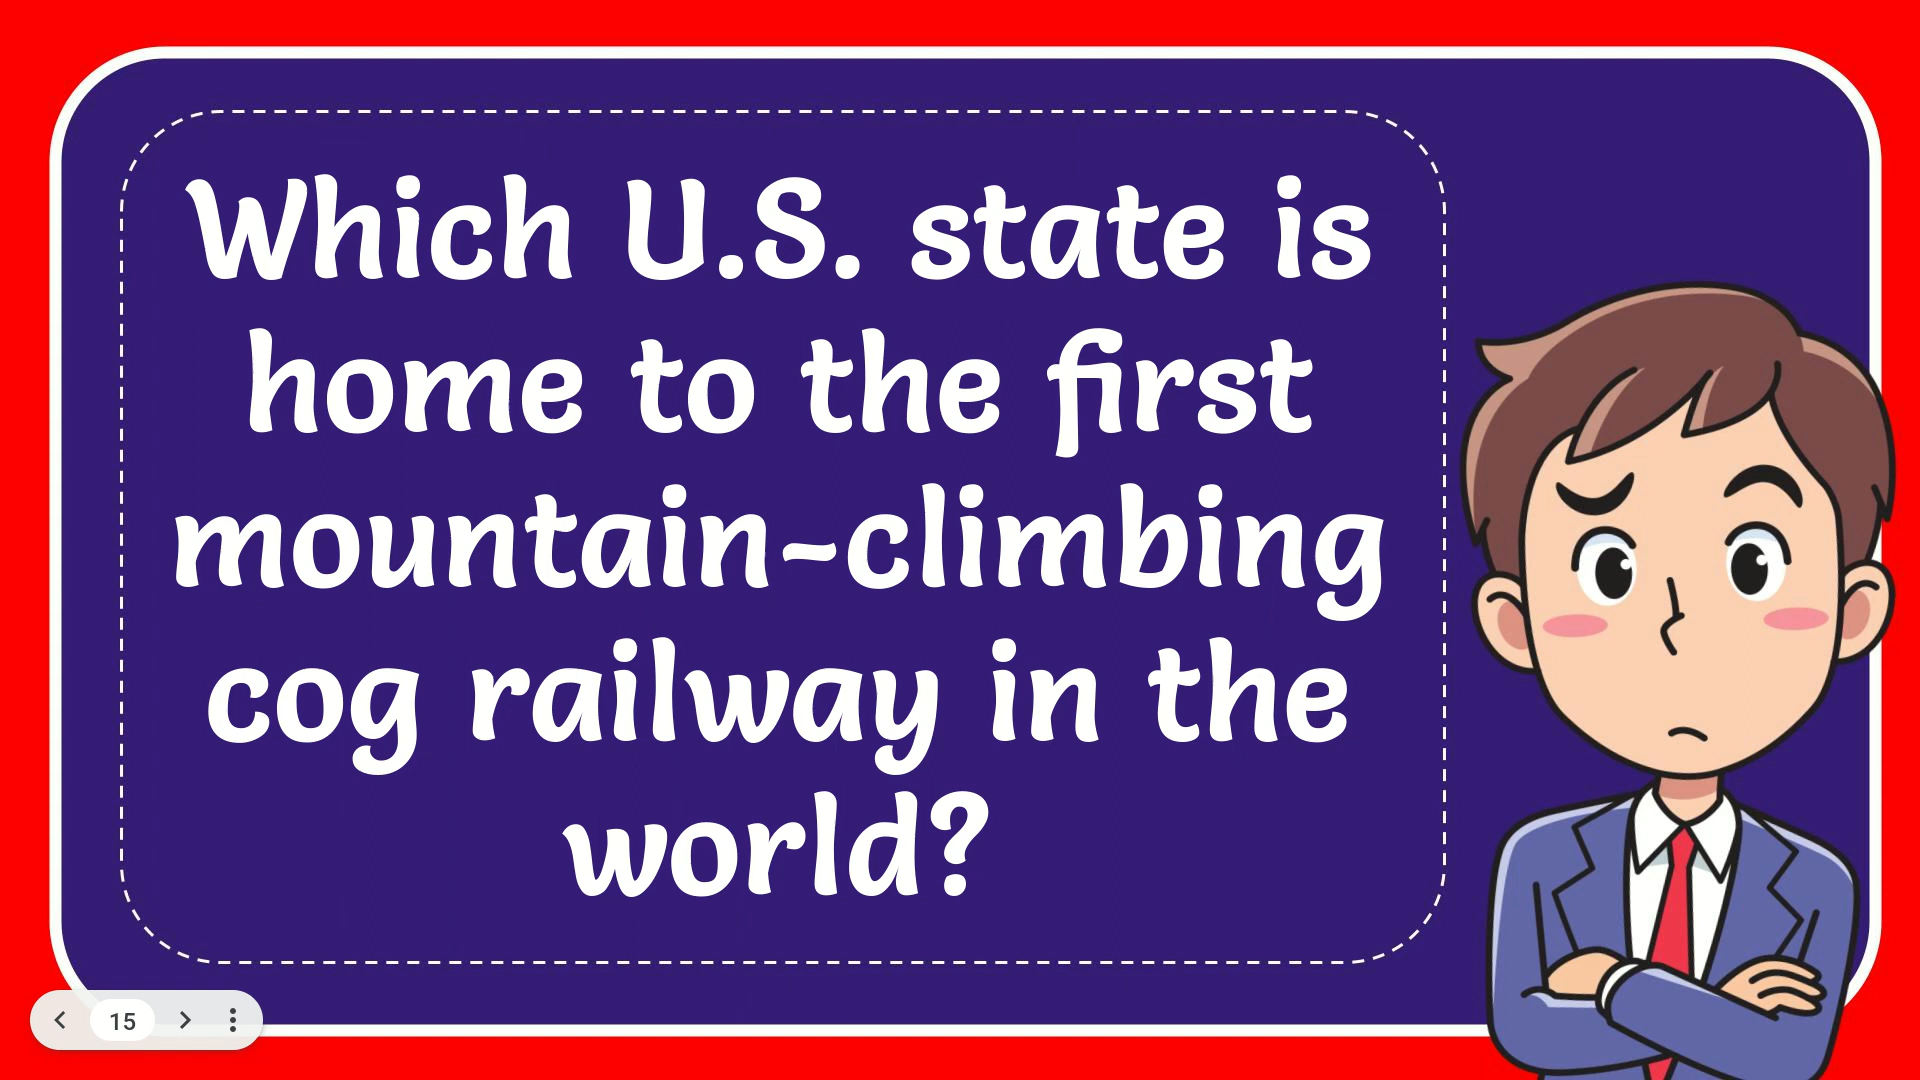 Which U.S. state is
home to the first
mountain-climbing
cog railway in the
world?
15